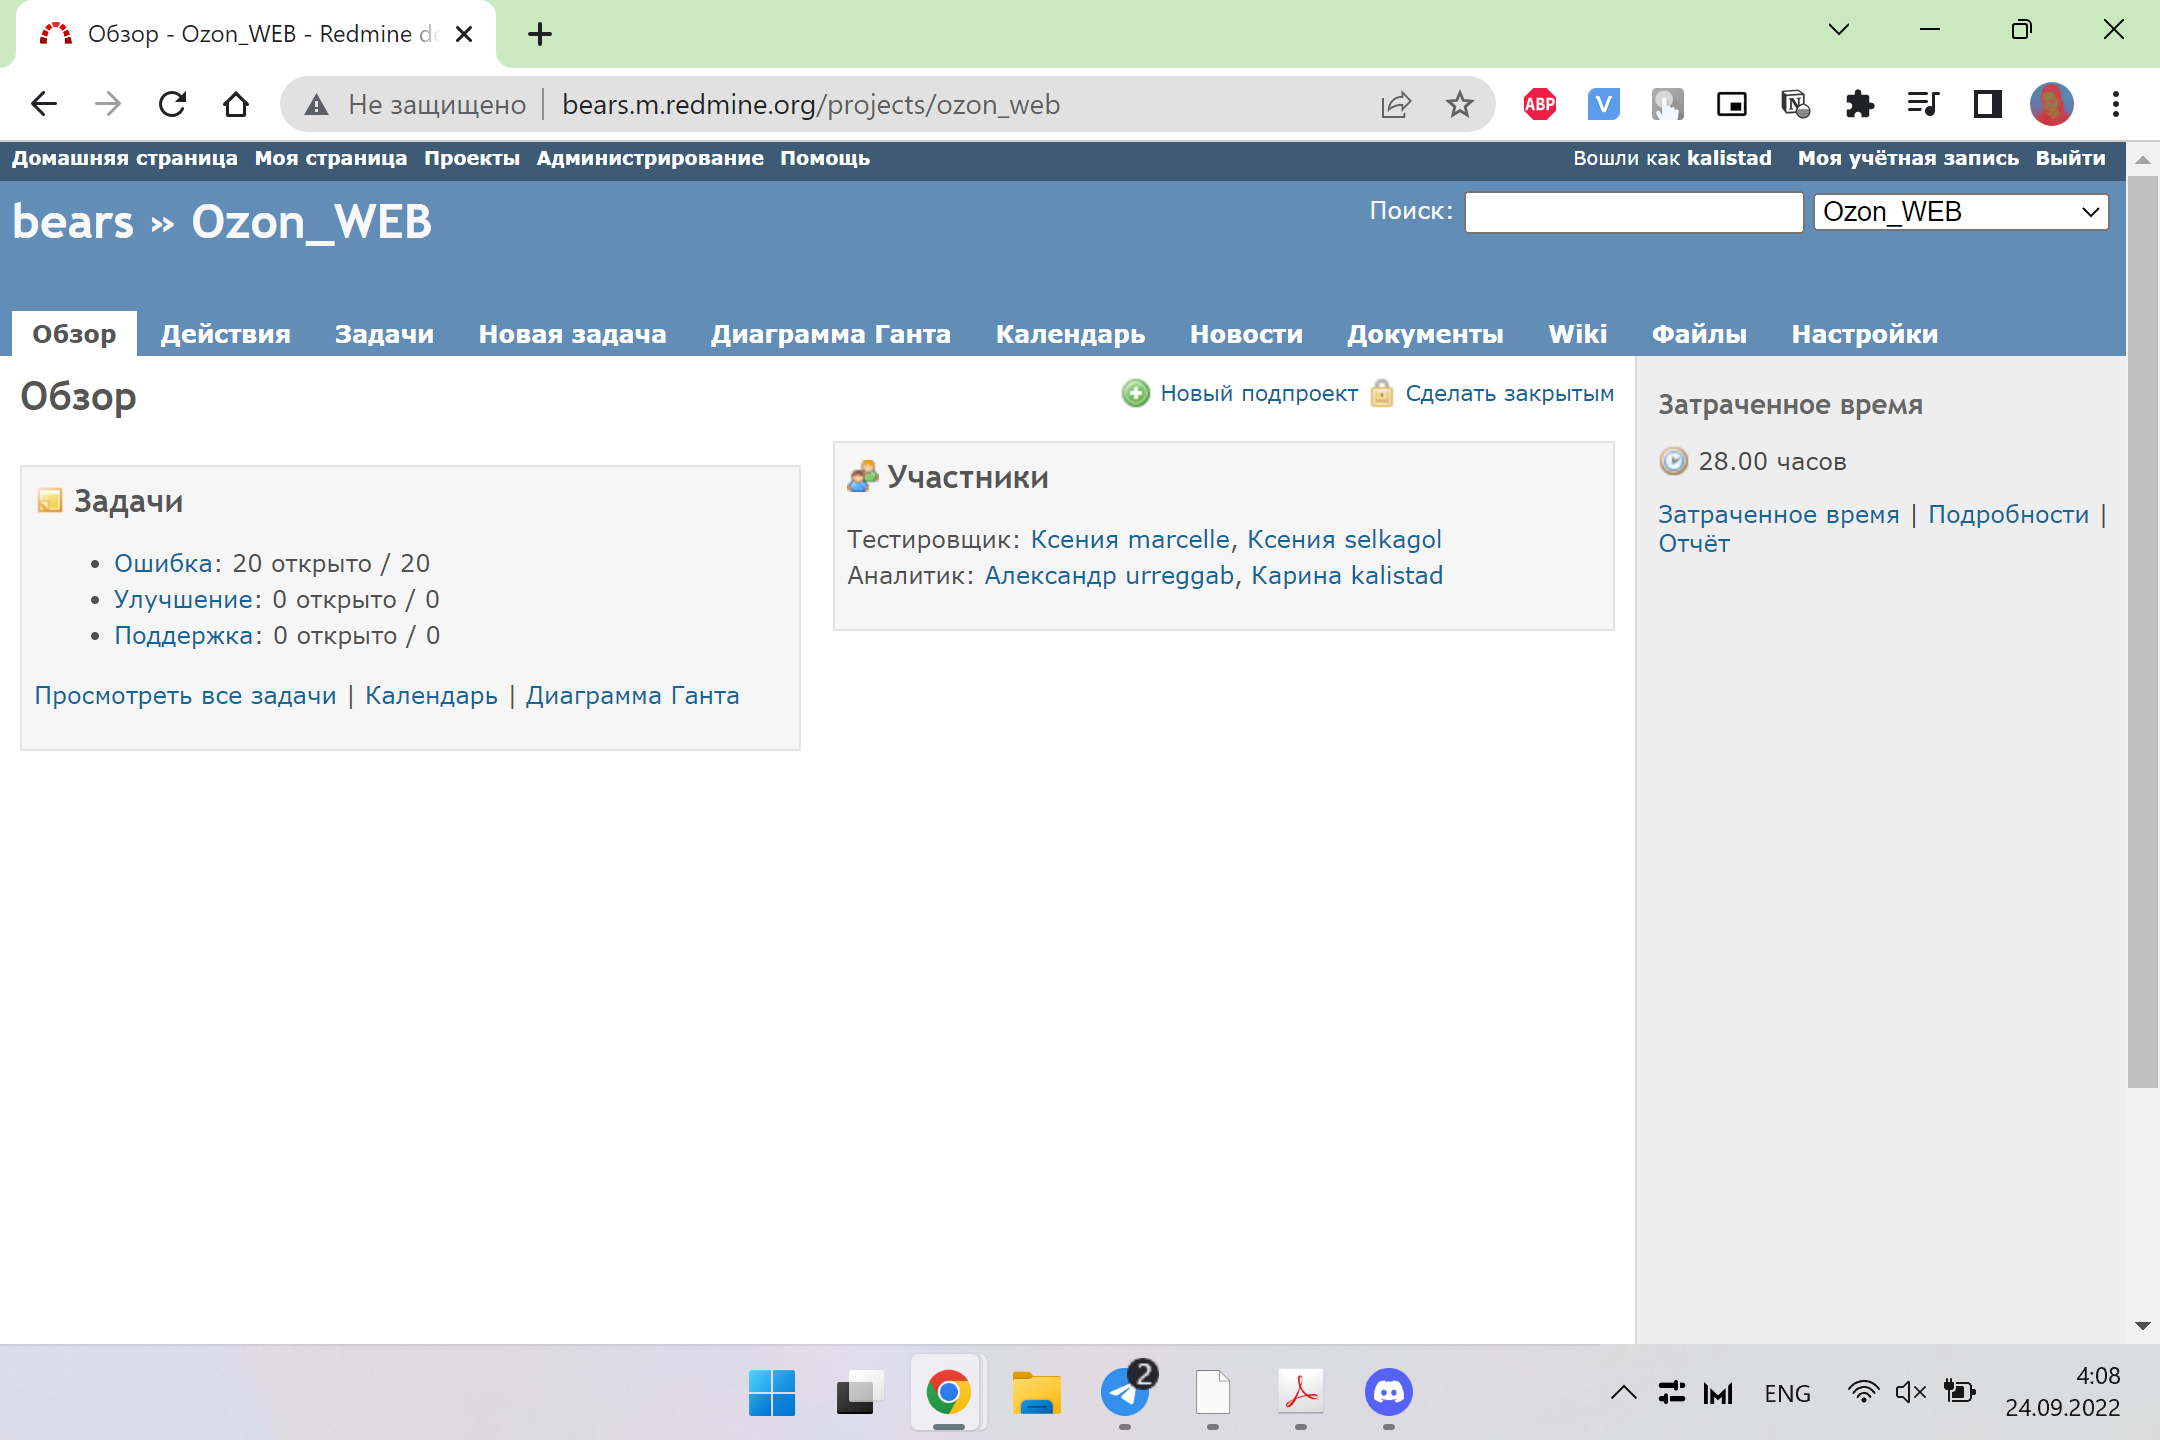 Обзор - Ozon_WEB - Redmine de
Не защищено
bears.m.redmine.org/projects/ozon_web
ABP
V
N
Домашняя страница Моя страница Проекты Администрирование Помощь
Вошли как kalistad Моя учётная запись Выйти
bears » Ozon_WEB
Поиск:
Ozon_WEB
Обзор Действия Задачи Новая задача Диаграмма Ганта Календарь Новости Документы Wiki Файлы Настройки
Обзор
Новый подпроект Сделать закрытым
Задачи
• Ошибка: 20 открыто / 20
• Улучшение: 0 открыто / 0
• Поддержка: 0 открыто / 0
Просмотреть все задачи | Календарь | Диаграмма Ганта
Участники
Тестировщик: Ксения marcelle, Ксения selkagol
Аналитик: Александр urreggab, Карина kalistad
Затраченное время
28.00 часов
Затраченное время | Подробности |
Отчёт
2
ENG
4:08
24.09.2022